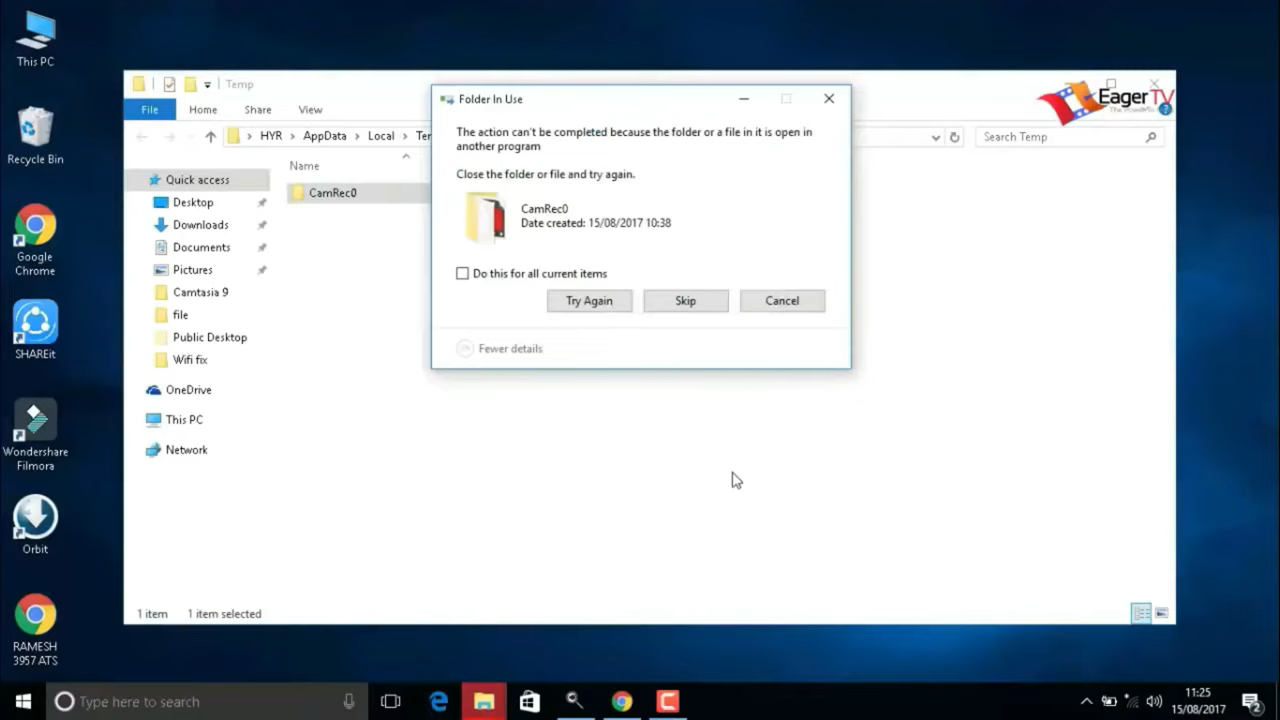 This PC
Recycle Bin
Google
Chrome
SHAREit
Wondershare
Filmora
Orbit
RAMESH
3957 ATS
Temp
File Home Share View
HYR > AppData > Local >
Search Temp
Quick access
Desktop
Downloads
Documents
Pictures
Camtasia 9
file
Public Desktop
Wifi fix
OneDrive
This PC
Network
Name
CamRec0
Folder In Use
The action can't be completed because the folder or a file in it is open in
another program
Close the folder or file and try again.
CamRec0
Date created: 15/08/2017 10:38
Do this for all current items
Try Again Skip Cancel
Fewer details
EagerTV
1 item 1 item selected
Type here to search
11:25
15/08/2017
2